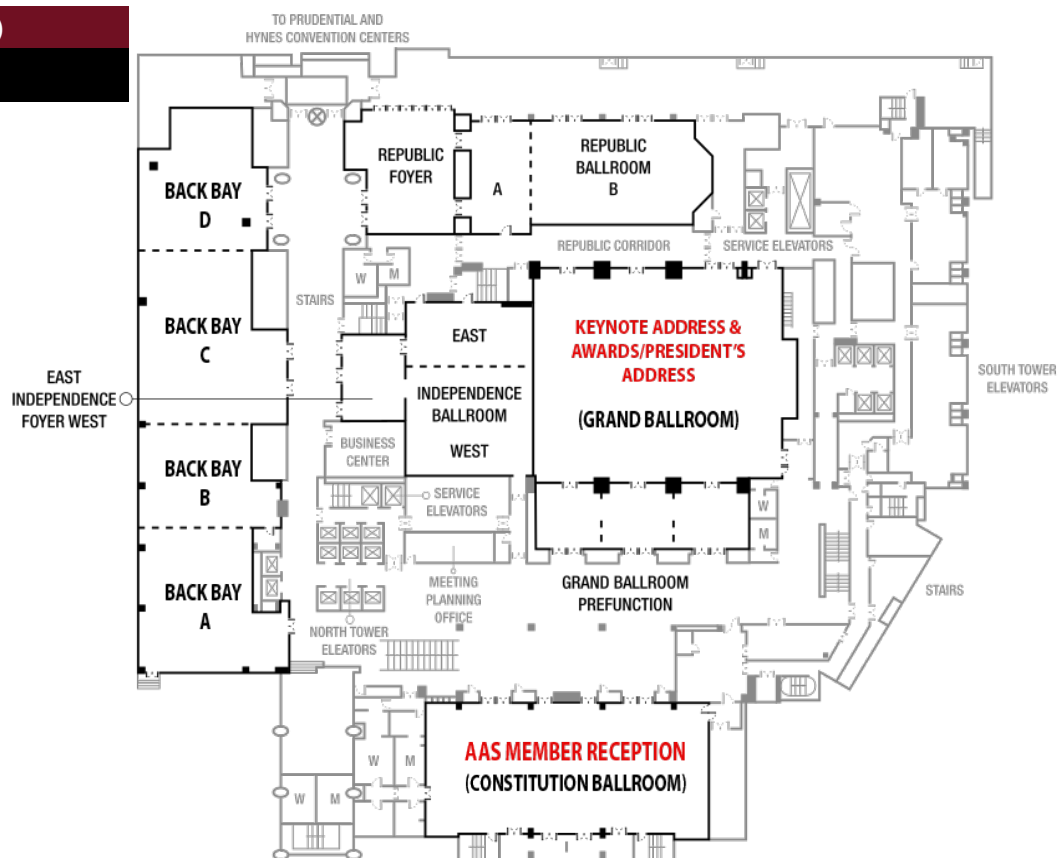 )
TO PRUDENTIAL AND
HYNES CONVENTION CENTERS
REPUBLIC
FOYER
A
REPUBLIC
BALLROOM
B
BACK BAY
D
REPUBLIC CORRIDOR
SERVICE ELEVATORS
W
M
STAIRS
BACK BAY
C
EAST
KEYNOTE ADDRESS &
AWARDS/PRESIDENT'S
ADDRESS
(GRAND BALLROOM)
SOUTH TOWER
ELEVATORS
EAST
INDEPENDENCE
FOYER WEST
INDEPENDENCE
BALLROOM
WEST
BUSINESS
CENTER
BACK BAY
B
SERVICE
ELEVATORS
W
M
BACK BAY
A
MEETING
PLANNING
OFFICE
GRAND BALLROOM
PREFUNCTION
STAIRS
NORTH TOWER
ELEATORS
AAS MEMBER RECEPTION
(CONSTITUTION BALLROOM)
W
M
W
M